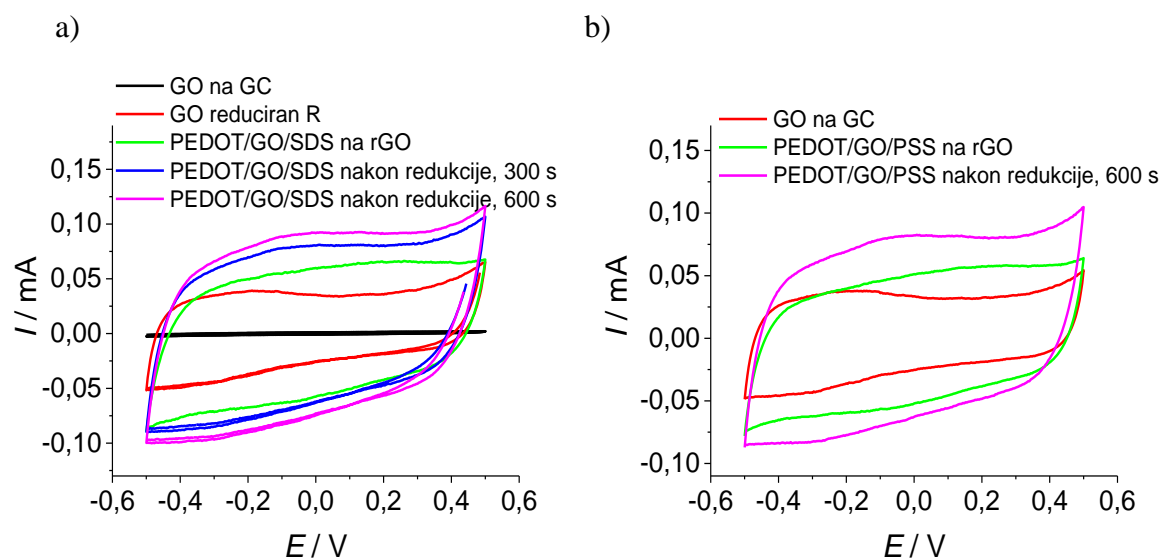 a)
GO na GC
GO reduciran R
PEDOT/GO/SDS na rGO
PEDOT/GO/SDS nakon redukcije, 300 s
PEDOT/GO/SDS nakon redukcije, 600 s
0,15
0,10
0,05
0,00
-0,05
-0,10
I / mA
-0,6 -0,4 -0,2 0,0 0,2 0,4 0,6
E / V
b)
GO na GC
PEDOT/GO/PSS na rGO
PEDOT/GO/PSS nakon redukcije, 600 s
0,15
0,10
0,05
0,00
-0,05
-0,10
I / mA
-0,6 -0,4 -0,2 0,0 0,2 0,4 0,6
E / V